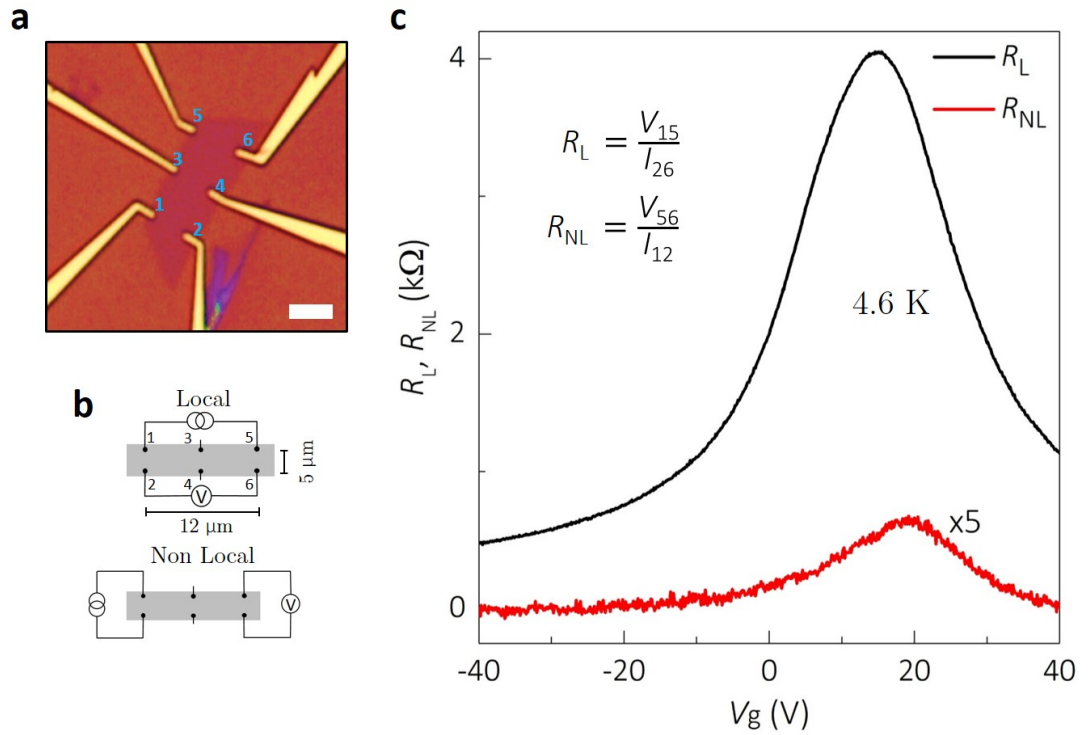 a
5
6
3
4
1
2
b
Local
1 3 5
2 4 V 6
5 μm
12 μm
Non Local
V
c
R_L
R_NL
R_L = V_15 / I_26
R_NL = V_56 / I_12
4.6 K
x5
R_L, R_NL (kΩ)
4
2
0
-40 -20 0 20 40
Vg (V)